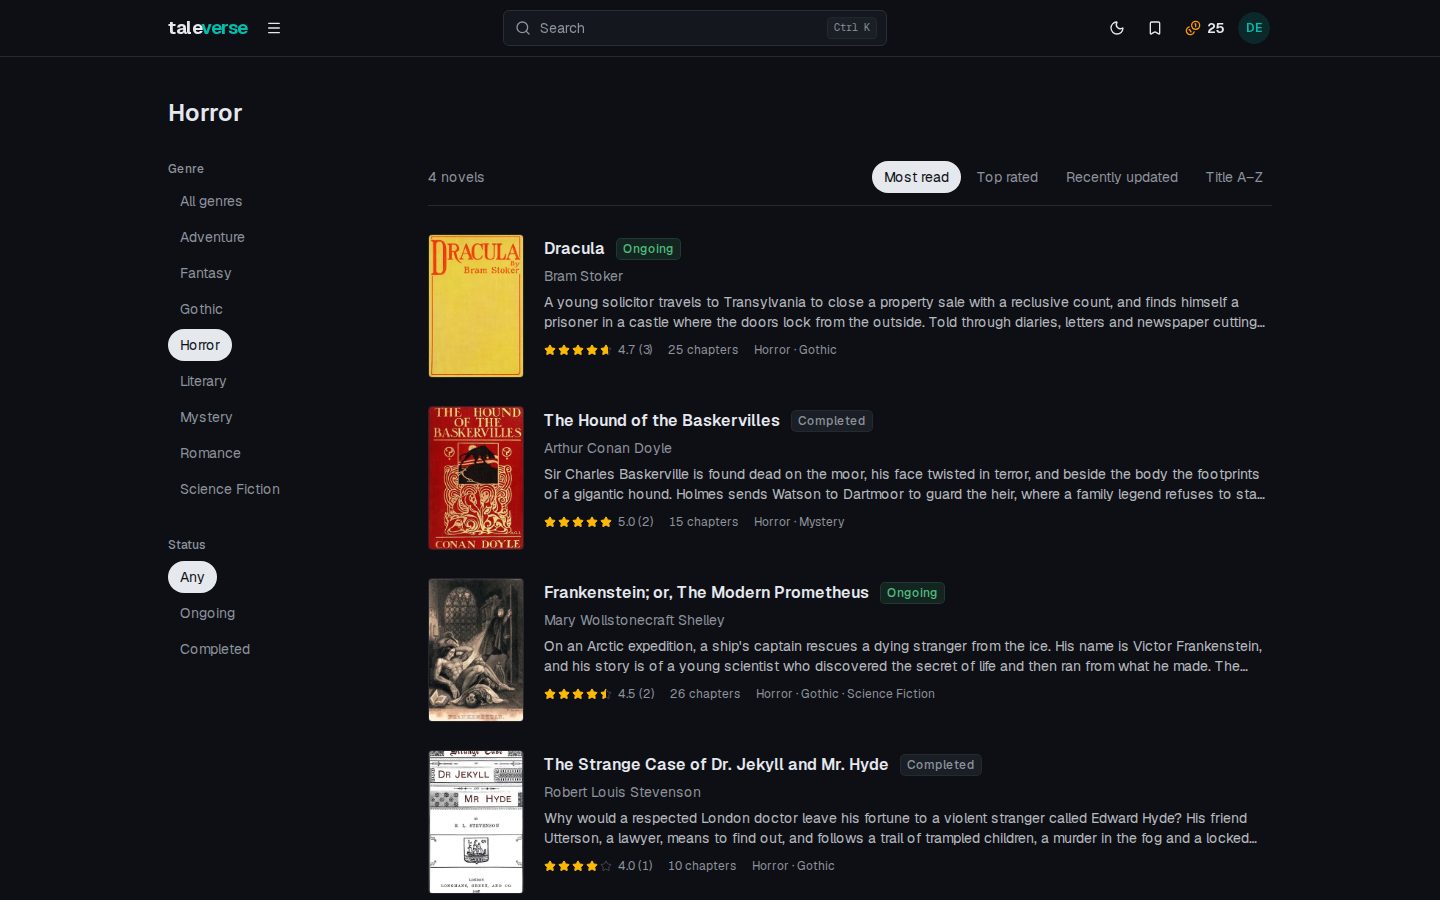 taleverse
Search
Ctrl K
25
DE
Horror
Genre
All genres
Adventure
Fantasy
Gothic
Horror
Literary
Mystery
Romance
Science Fiction
Status
Any
Ongoing
Completed
4 novels
Most read
Top rated
Recently updated
Title A–Z
DRACULA
By
Bram Stoker
Dracula
Ongoing
Bram Stoker
A young solicitor travels to Transylvania to close a property sale with a reclusive count, and finds himself a
prisoner in a castle where the doors lock from the outside. Told through diaries, letters and newspaper cutting…
4.7 (3)
25 chapters
Horror · Gothic
THE HOUND
OF THE
BASKERVILLES
CONAN DOYLE
The Hound of the Baskervilles
Completed
Arthur Conan Doyle
Sir Charles Baskerville is found dead on the moor, his face twisted in terror, and beside the body the footprints
of a gigantic hound. Holmes sends Watson to Dartmoor to guard the heir, where a family legend refuses to sta…
5.0 (2)
15 chapters
Horror · Mystery
FRANKENSTEIN.
Frankenstein; or, The Modern Prometheus
Ongoing
Mary Wollstonecraft Shelley
On an Arctic expedition, a ship's captain rescues a dying stranger from the ice. His name is Victor Frankenstein,
and his story is of a young scientist who discovered the secret of life and then ran from what he made. The…
4.5 (2)
26 chapters
Horror · Gothic · Science Fiction
Strange Case
DR JEKYLL
MR HYDE
R. L. STEVENSON
LONDON
LONGMANS, GREEN, AND CO
The Strange Case of Dr. Jekyll and Mr. Hyde
Completed
Robert Louis Stevenson
Why would a respected London doctor leave his fortune to a violent stranger called Edward Hyde? His friend
Utterson, a lawyer, means to find out, and follows a trail of trampled children, a murder in the fog and a locked…
4.0 (1)
10 chapters
Horror · Gothic